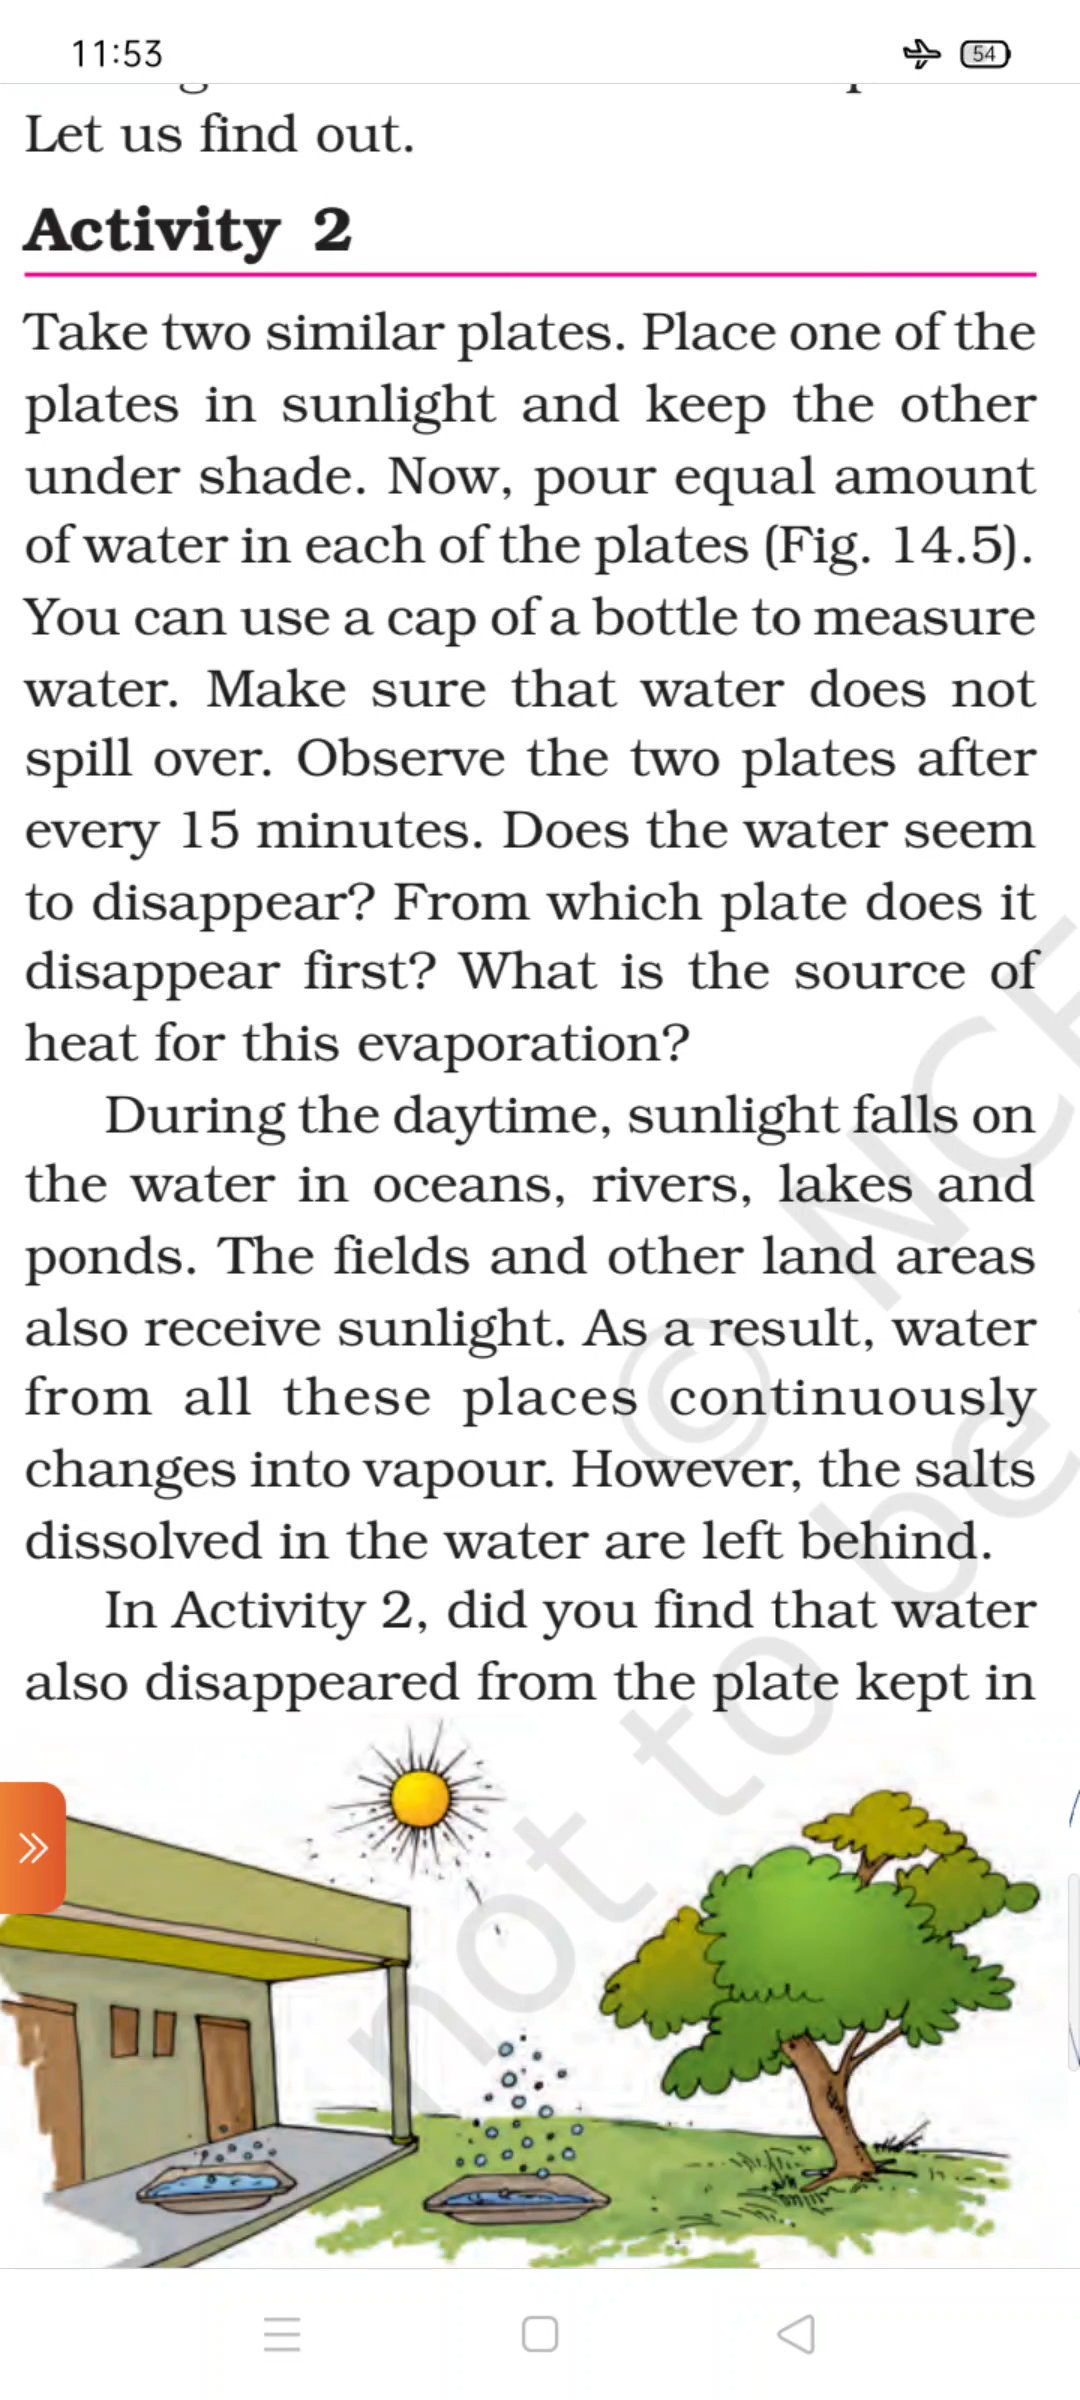 11:53
54
Let us find out.
Activity 2
Take two similar plates. Place one of the
plates in sunlight and keep the other
under shade. Now, pour equal amount
of water in each of the plates (Fig. 14.5).
You can use a cap of a bottle to measure
water. Make sure that water does not
spill over. Observe the two plates after
every 15 minutes. Does the water seem
to disappear? From which plate does it
disappear first? What is the source of
heat for this evaporation?
During the daytime, sunlight falls on
the water in oceans, rivers, lakes and
ponds. The fields and other land areas
also receive sunlight. As a result, water
from all these places continuously
changes into vapour. However, the salts
dissolved in the water are left behind.
In Activity 2, did you find that water
also disappeared from the plate kept in
© NCE
not to be